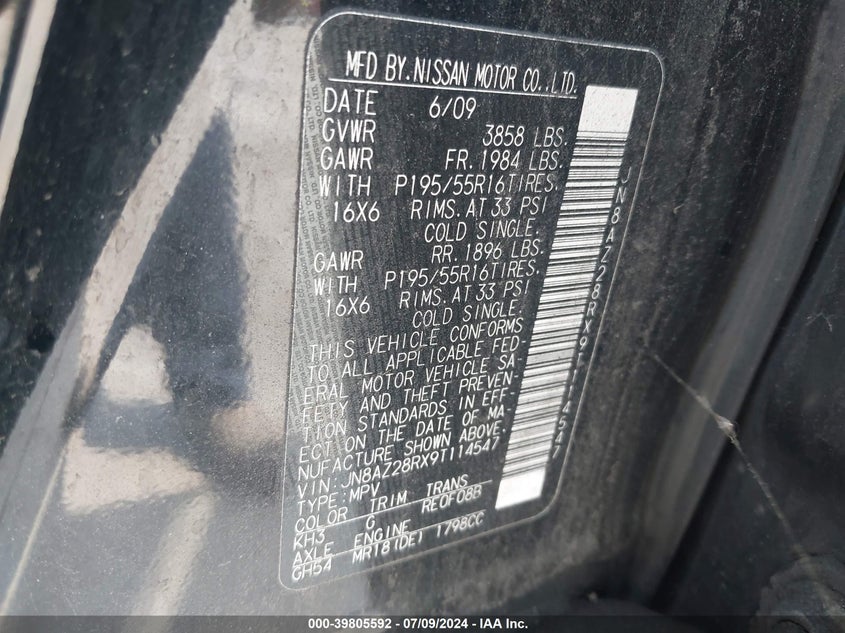 MFD BY. NISSAN MOTOR CO.,LTD.
DATE 6/09
GVWR 3858 LBS.
GAWR FR. 1984 LBS.
WITH P195/55R16TIRES.
16X6 RIMS. AT 33 PSI
COLD SINGLE.
GAWR RR. 1896 LBS.
WITH P195/55R16TIRES.
16X6 RIMS. AT 33 PSI
COLD SINGLE.
THIS VEHICLE CONFORMS
TO ALL APPLICABLE FED-
ERAL MOTOR VEHICLE SA-
FETY AND THEFT PREVEN-
TION STANDARDS IN EFF-
ECT ON THE DATE OF MA-
NUFACTURE SHOWN ABOVE.
VIN: JN8AZ28RX9T114547
TYPE: MPV
COLOR TRIM TRANS
KH3 G RE0F08B
AXLE ENGINE
GH54 MR18(DE) 1798CC
JN8AZ28RX9T114547
000-39805592 / 07/09/2024 - IAA Inc.